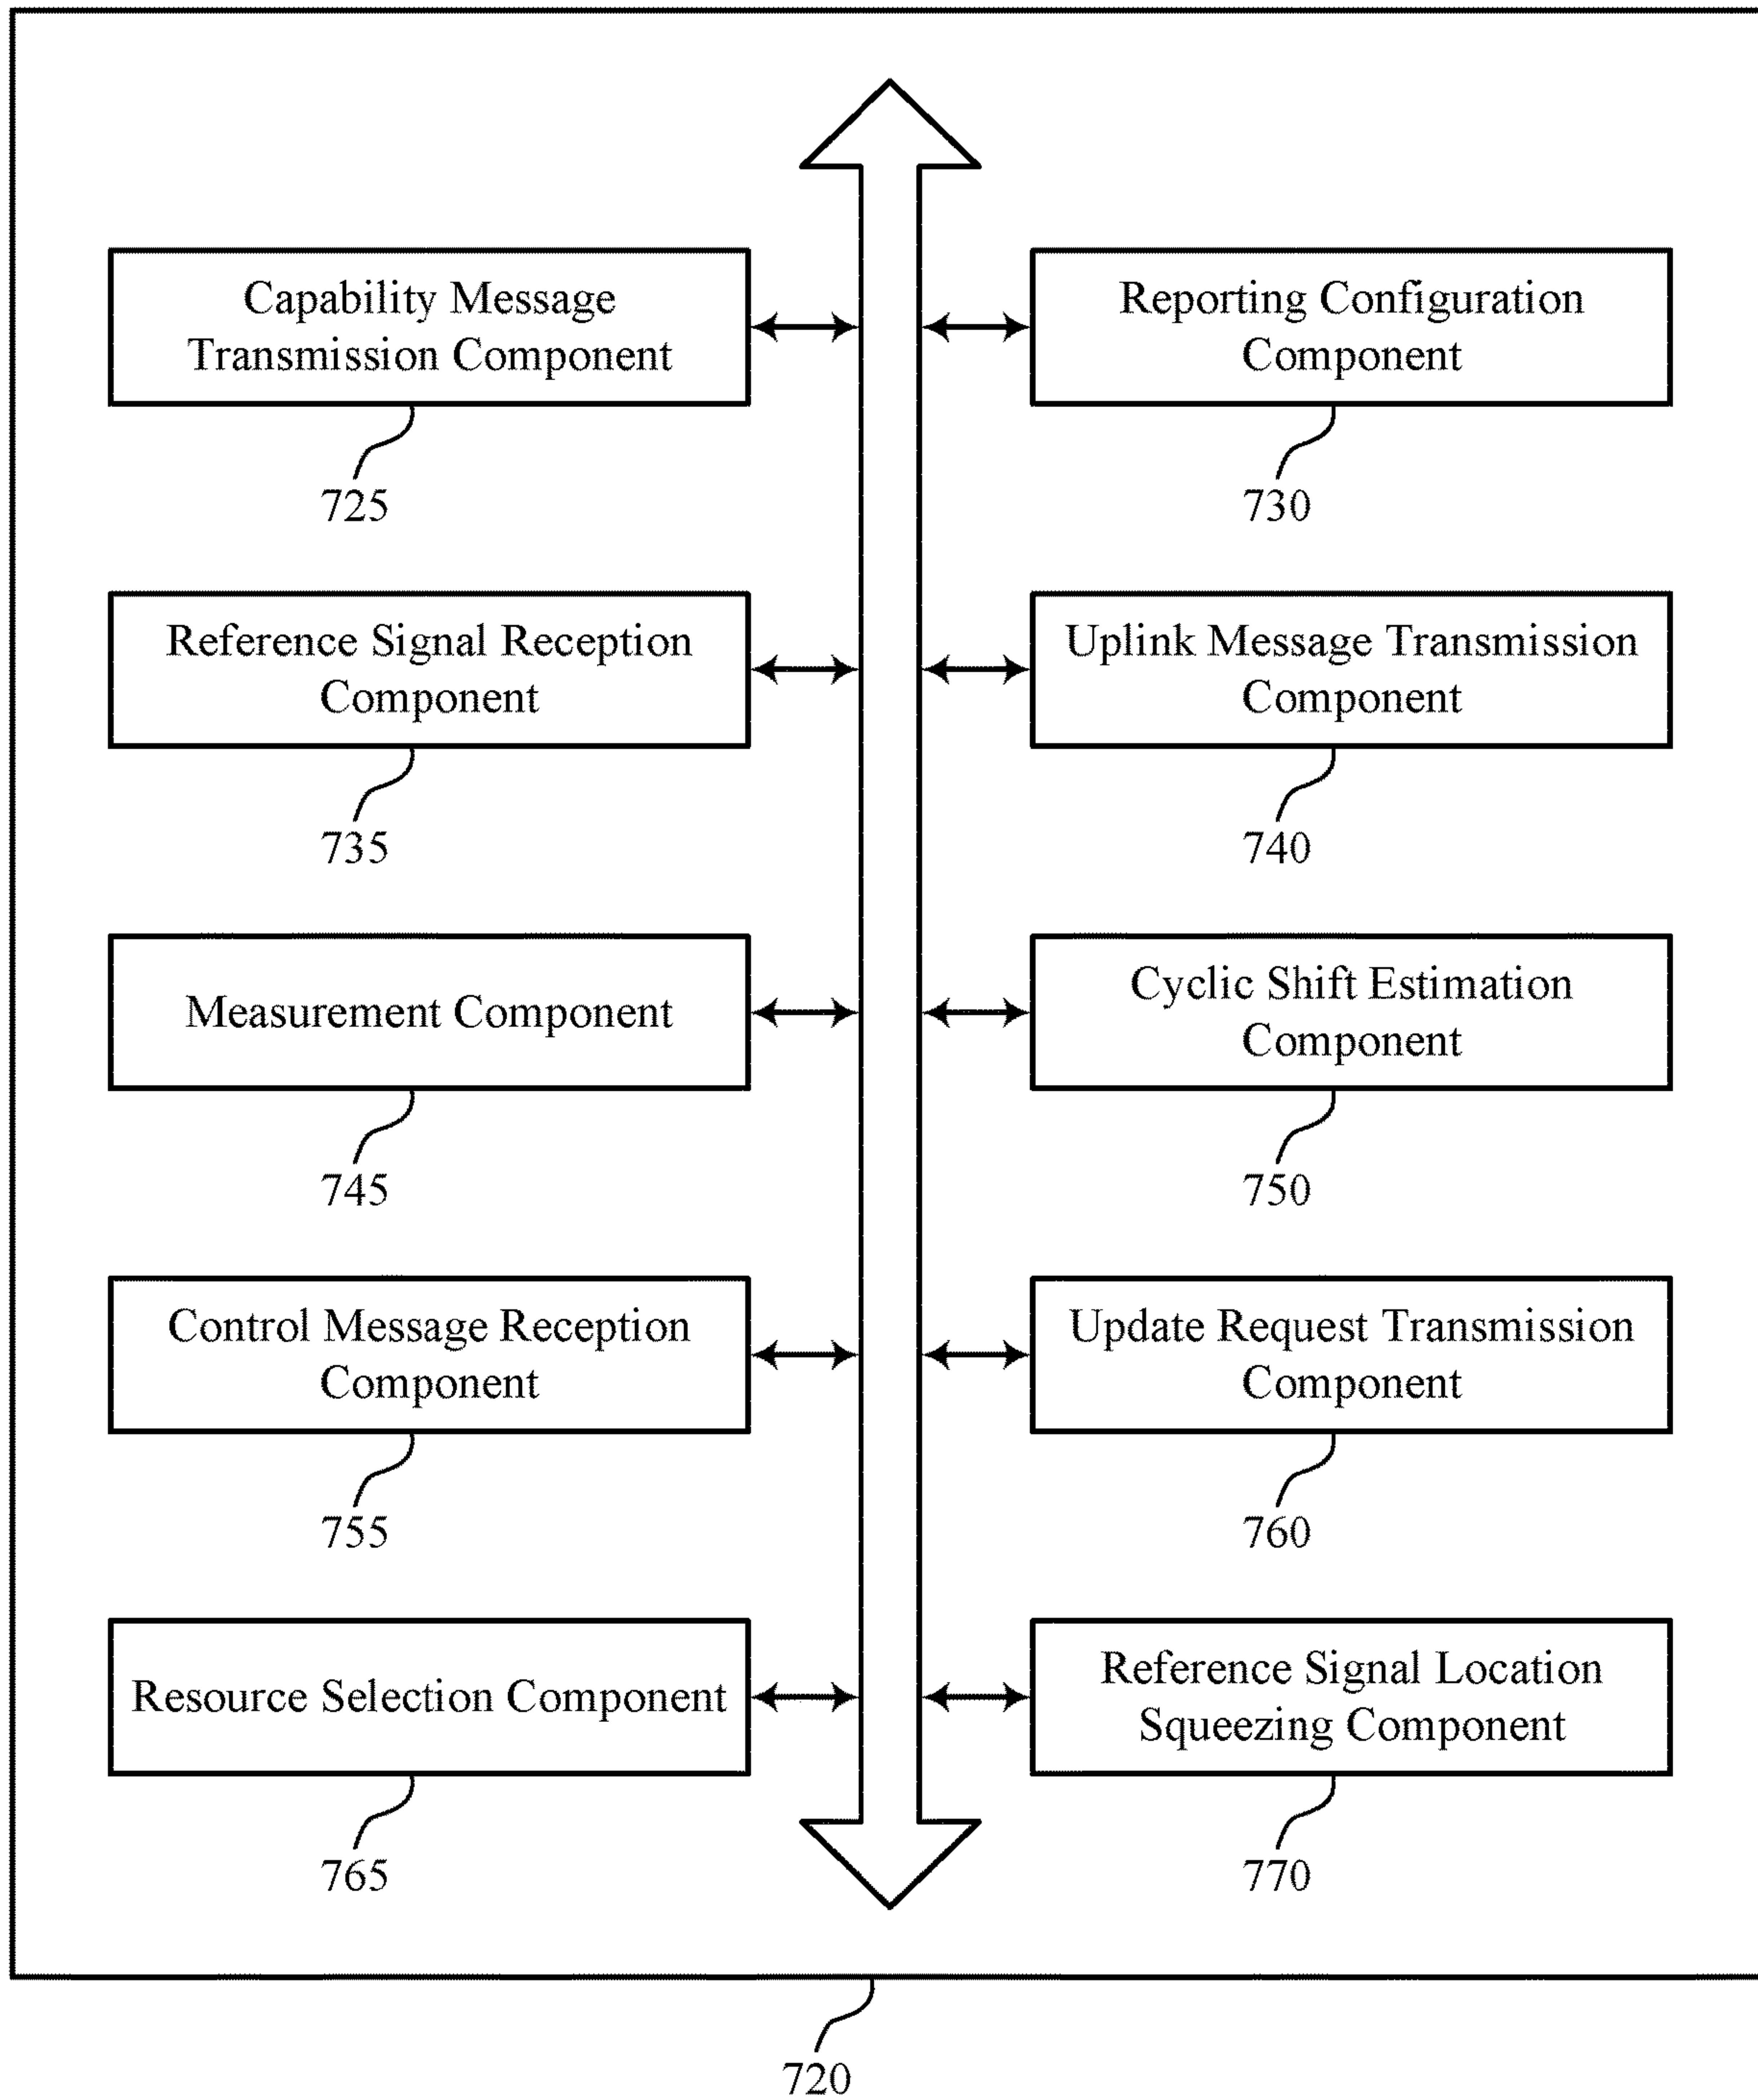 Capability Message
Transmission Component
725
Reporting Configuration
Component
730
Reference Signal Reception
Component
735
Uplink Message Transmission
Component
740
Measurement Component
745
Cyclic Shift Estimation
Component
750
Control Message Reception
Component
755
Update Request Transmission
Component
760
Resource Selection Component
765
Reference Signal Location
Squeezing Component
770
720